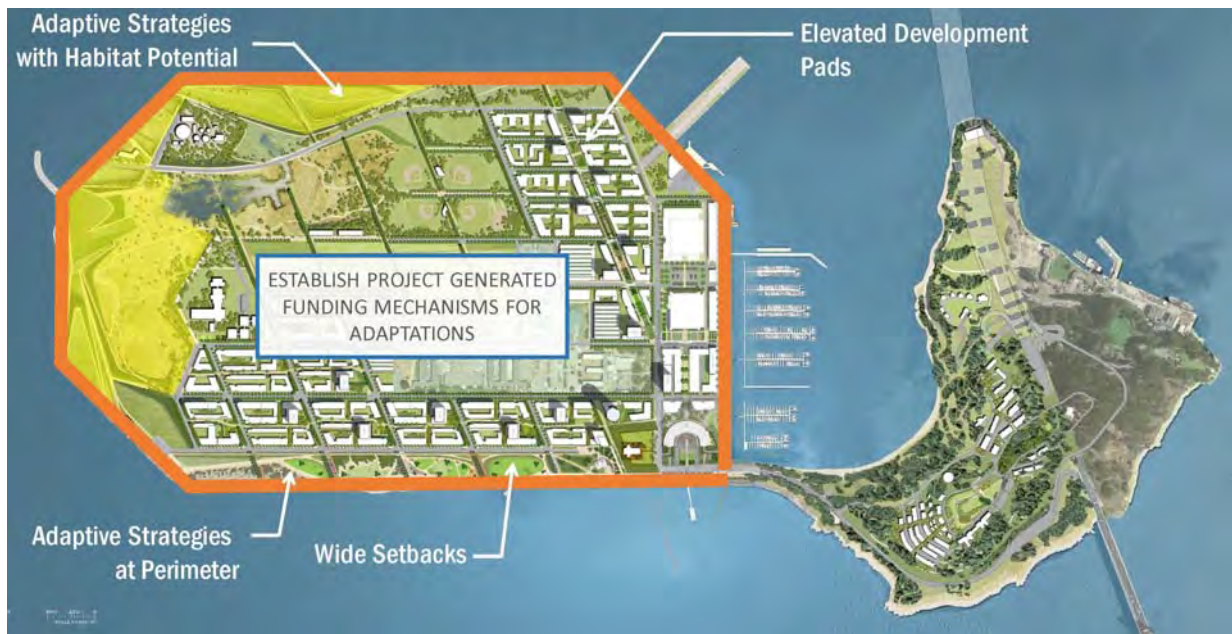 Adaptive Strategies
with Habitat Potential
Elevated Development
Pads
ESTABLISH PROJECT GENERATED
FUNDING MECHANISMS FOR
ADAPTATIONS
Adaptive Strategies
at Perimeter
Wide Setbacks